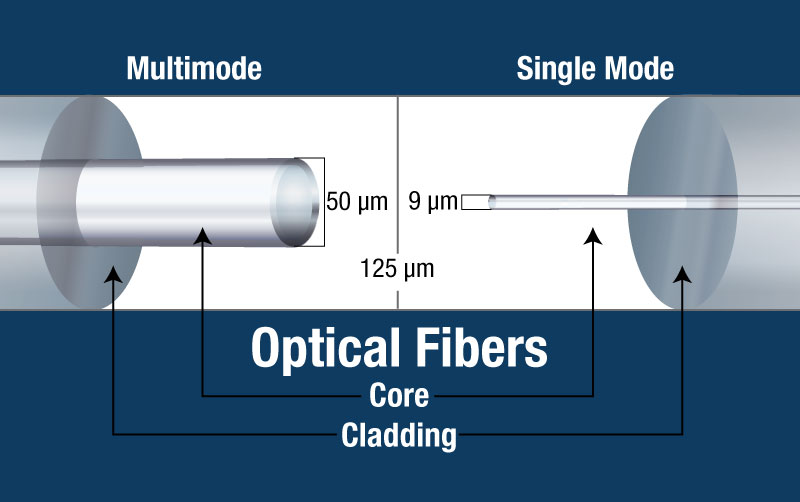 Multimode
Single Mode
50 µm
9 µm
125 µm
Optical Fibers
Core
Cladding